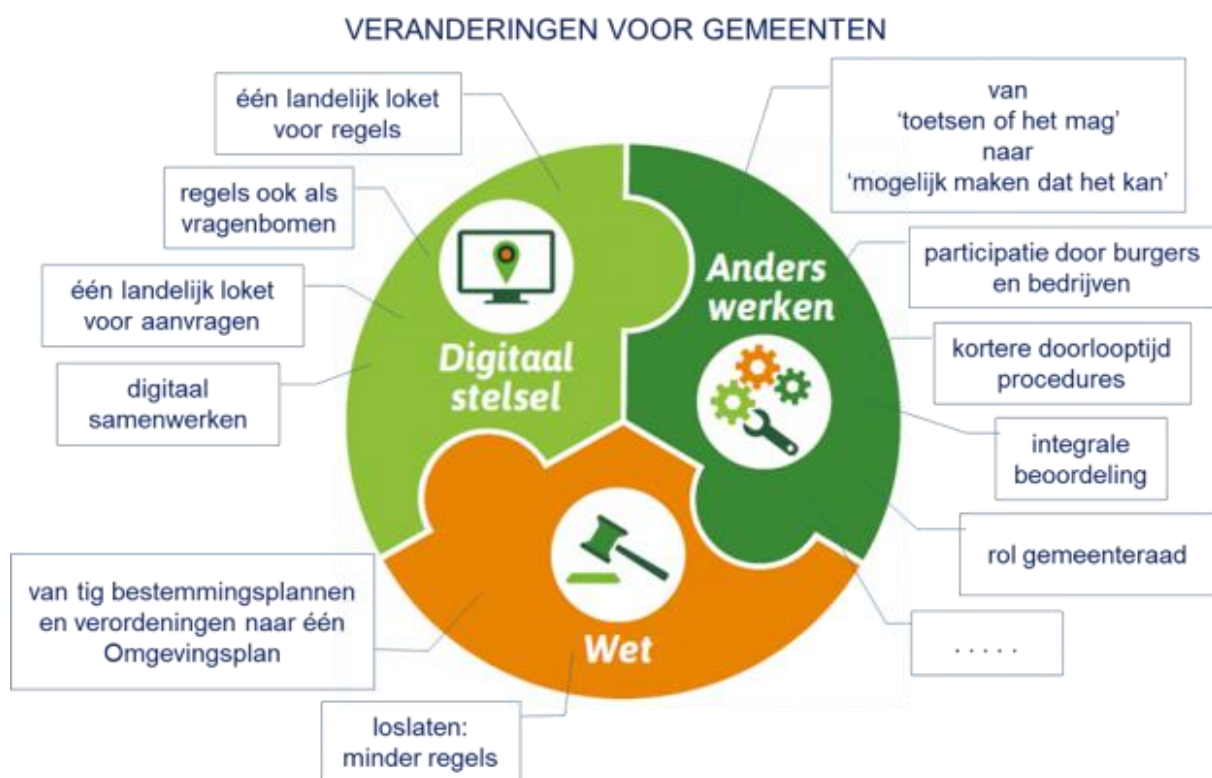 VERANDERINGEN VOOR GEMEENTEN
één landelijk loket
voor regels
regels ook als
vragenbomen
één landelijk loket
voor aanvragen
digitaal
samenwerken
Digitaal
stelsel
van
‘toetsen of het mag’
naar
‘mogelijk maken dat het kan’
participatie door burgers
en bedrijven
kortere doorlooptijd
procedures
integrale
beoordeling
rol gemeenteraad
. . . . .
Anders
werken
van tig bestemmingsplannen
en verordeningen naar één
Omgevingsplan
loslaten:
minder regels
Wet